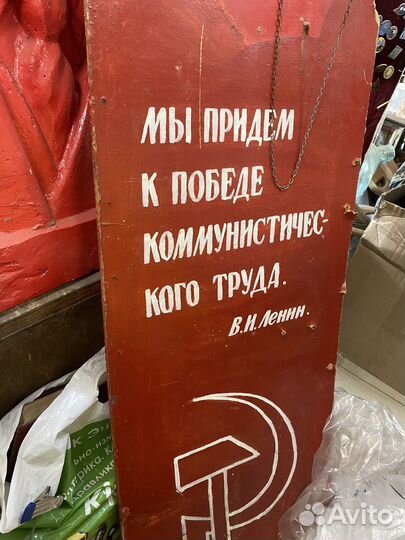 МЫ ПРИДЕМ
К ПОБЕДЕ
КОММУНИСТИЧЕС-
КОГО ТРУДА.
В.И.Ленин.
Avito